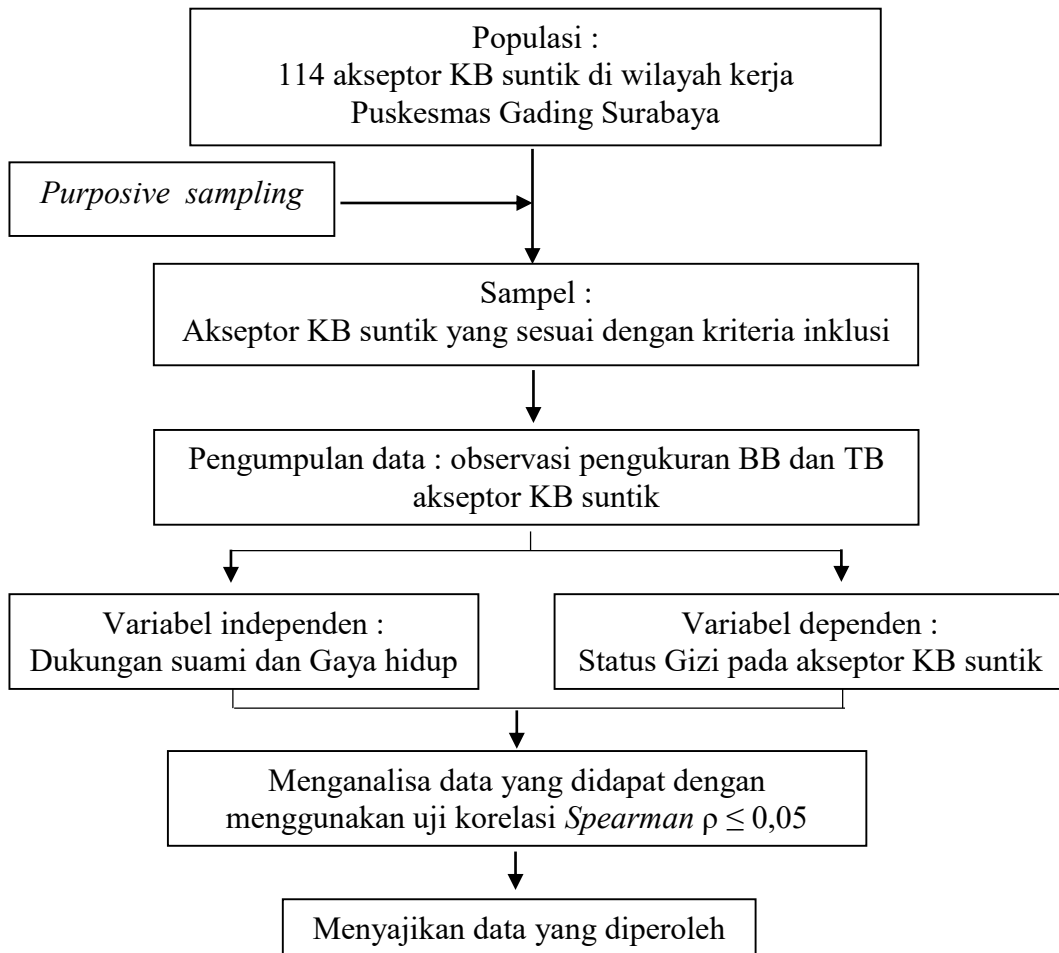 Populasi :
114 akseptor KB suntik di wilayah kerja
Puskesmas Gading Surabaya
Purposive sampling
Sampel :
Akseptor KB suntik yang sesuai dengan kriteria inklusi
Pengumpulan data : observasi pengukuran BB dan TB
akseptor KB suntik
Variabel independen :
Dukungan suami dan Gaya hidup
Variabel dependen :
Status Gizi pada akseptor KB suntik
Menganalisa data yang didapat dengan
menggunakan uji korelasi Spearman ρ ≤ 0,05
Menyajikan data yang diperoleh